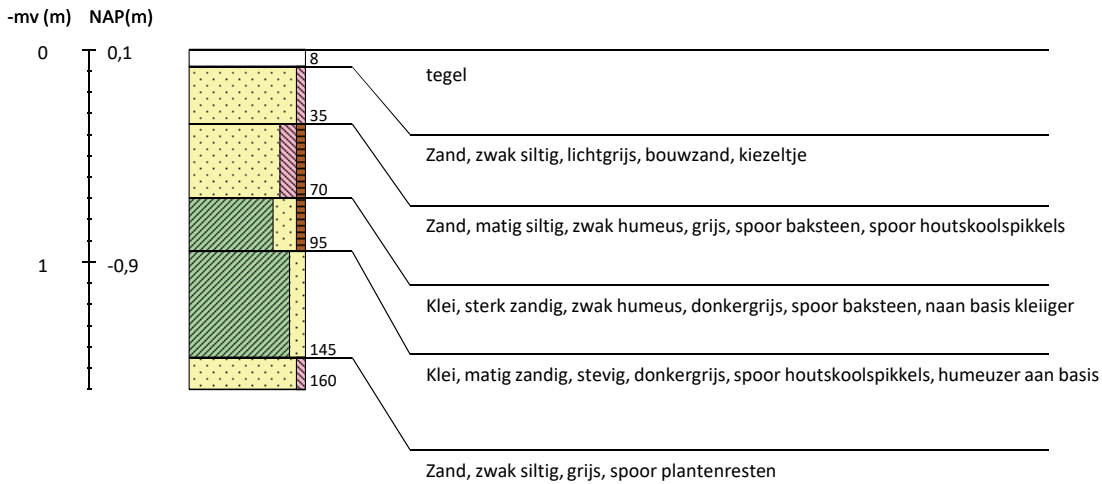 -mv (m) NAP(m)
0 0,1
8
tegel
35
Zand, zwak siltig, lichtgrijs, bouwzand, kiezeltje
70
Zand, matig siltig, zwak humeus, grijs, spoor baksteen, spoor houtskoolspikkels
95
1 -0,9
Klei, sterk zandig, zwak humeus, donkergrijs, spoor baksteen, naan basis kleiiger
145
Klei, matig zandig, stevig, donkergrijs, spoor houtskoolspikkels, humeuzer aan basis
160
Zand, zwak siltig, grijs, spoor plantenresten